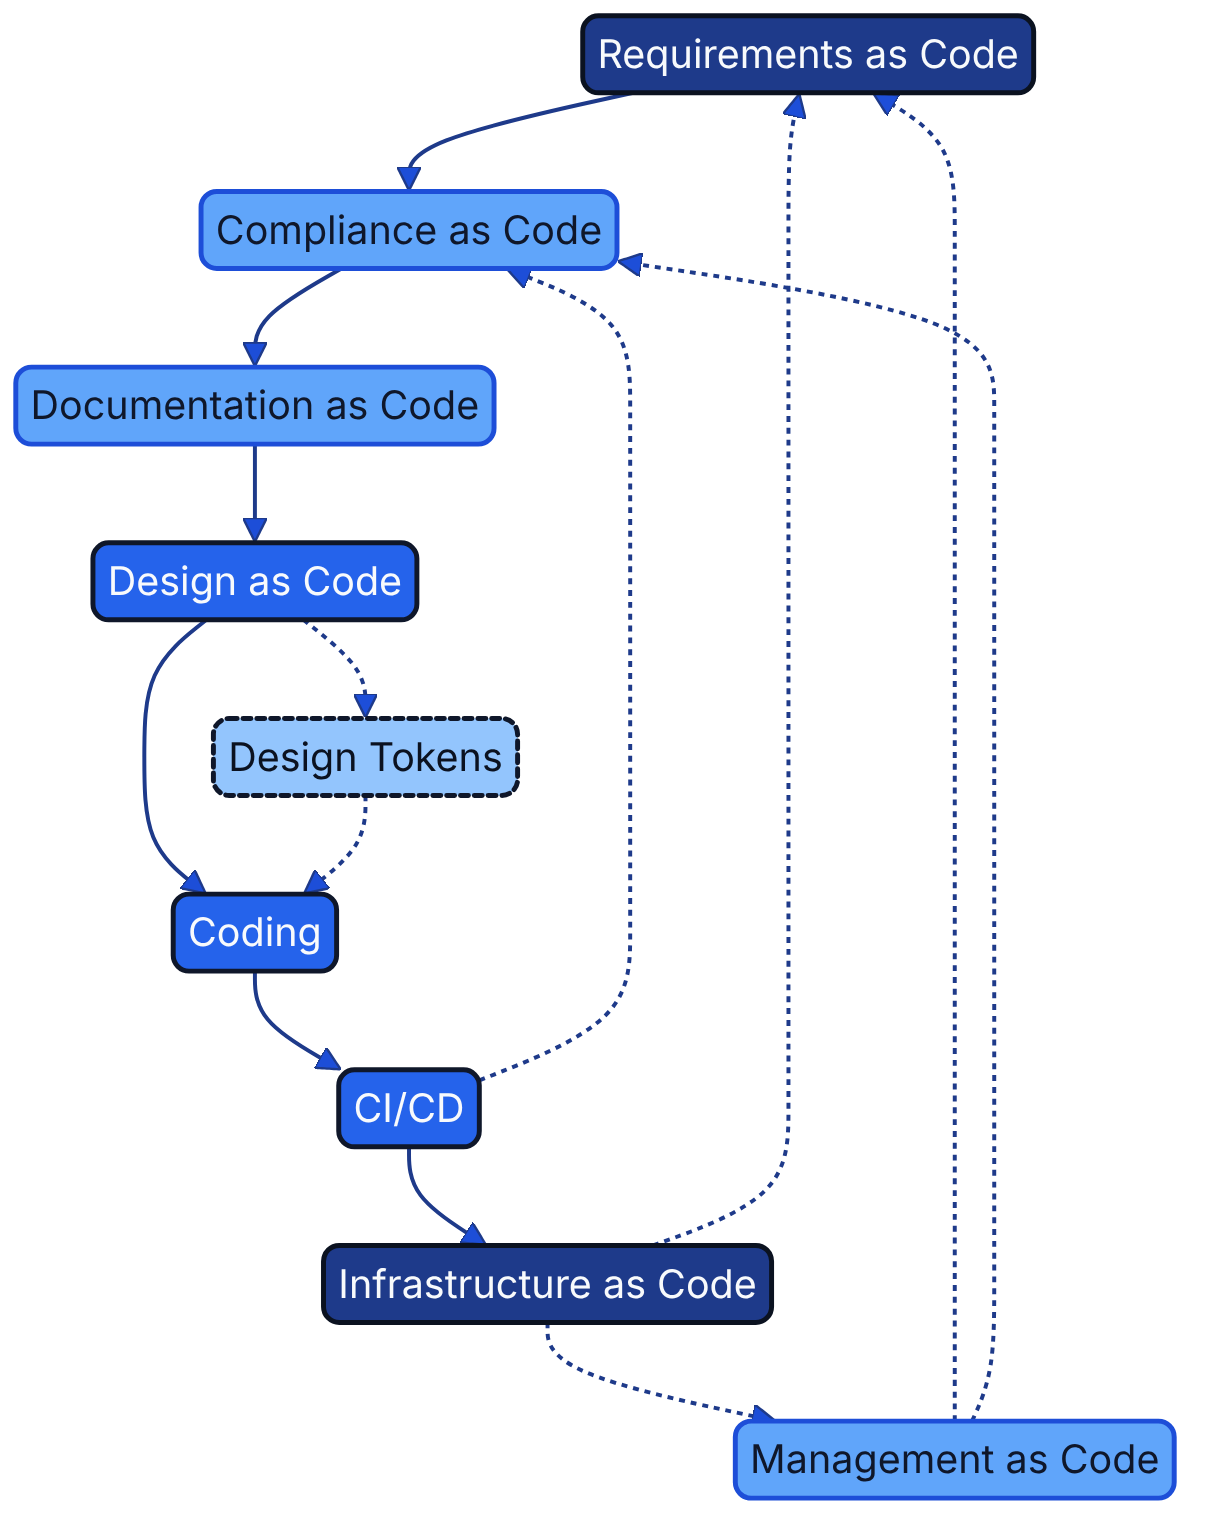 Requirements as Code
Compliance as Code
Documentation as Code
Design as Code
Design Tokens
Coding
CI/CD
Infrastructure as Code
Management as Code